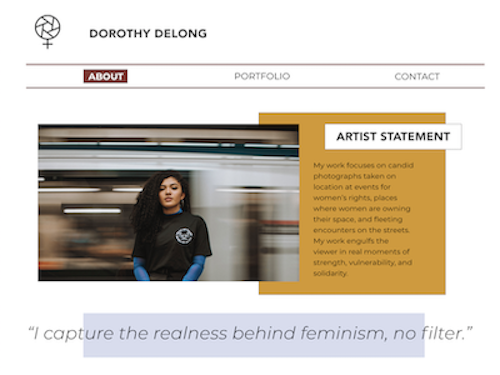 DOROTHY DELONG
ABOUT
PORTFOLIO
CONTACT
ARTIST STATEMENT
My work focuses on candid
photographs taken on
location at events for
women's rights, places
where women are owning
their space, and fleeting
encounters on the streets.
My work engulfs the
viewer in real moments of
strength, vulnerability, and
solidarity.
“I capture the realness behind feminism, no filter.”